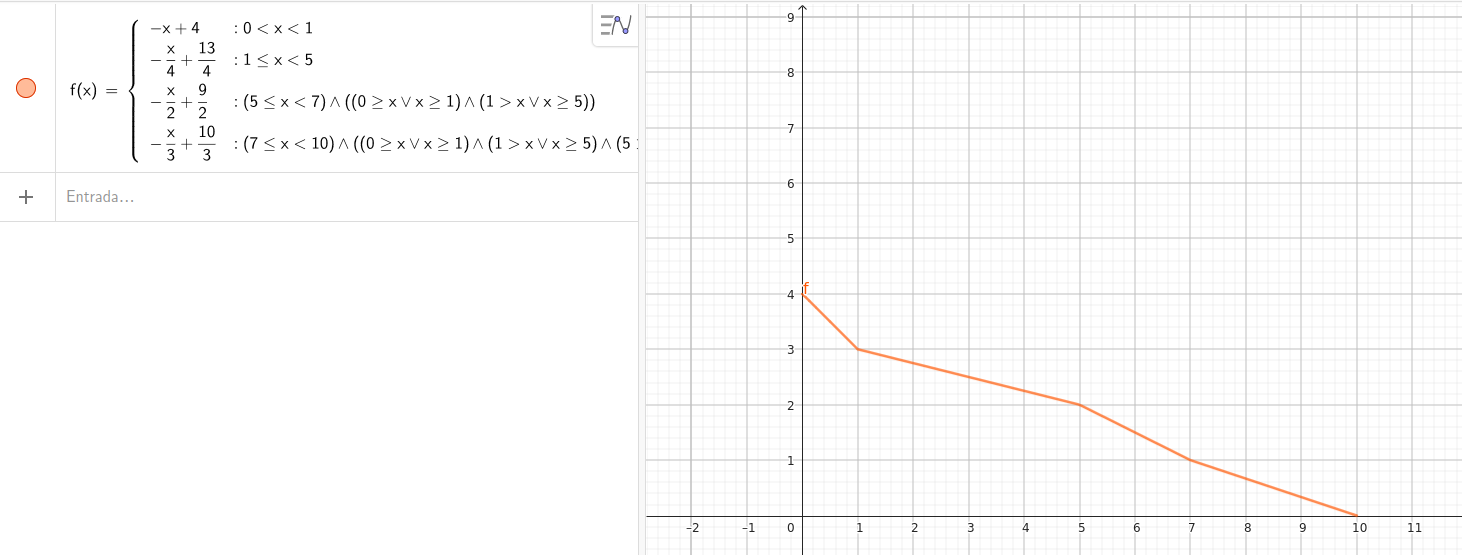 f(x) = { −x + 4 : 0 < x < 1
−x/4 + 13/4 : 1 ≤ x < 5
−x/2 + 9/2 : (5 ≤ x < 7) ∧ ((0 ≥ x ∨ x ≥ 1) ∧ (1 > x ∨ x ≥ 5))
−x/3 + 10/3 : (7 ≤ x < 10) ∧ ((0 ≥ x ∨ x ≥ 1) ∧ (1 > x ∨ x ≥ 5) ∧ (5
+ Entrada...
9
8
7
6
5
4
f
3
2
1
-2 -1 0 1 2 3 4 5 6 7 8 9 10 11